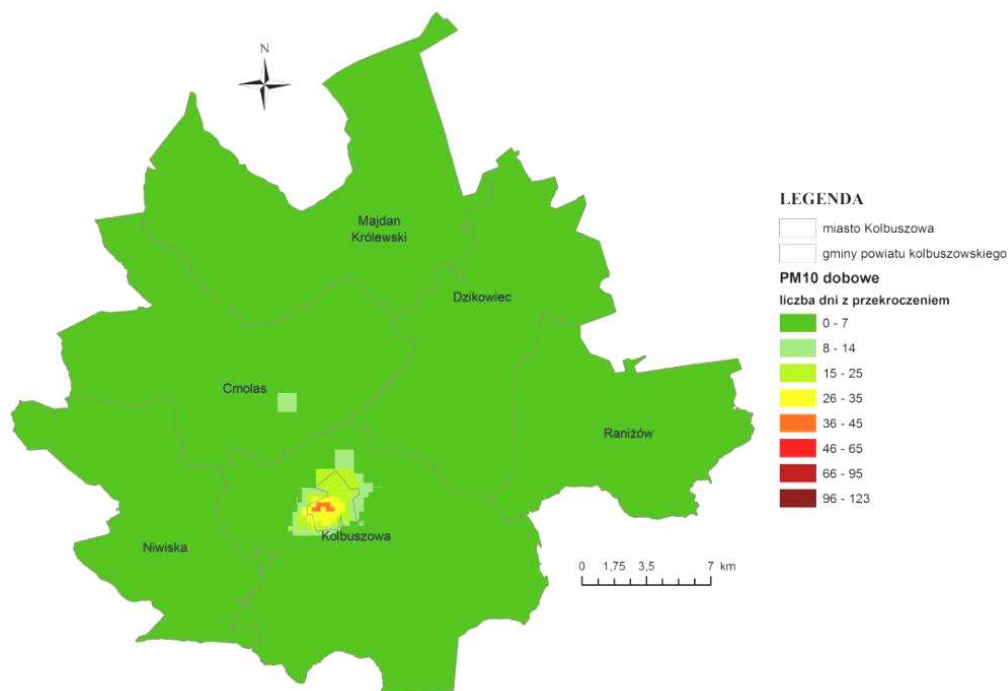 N
Majdan
Królewski
Dzikowiec
Cmolas
Raniżów
Niwiska
Kolbuszowa
LEGENDA
miasto Kolbuszowa
gminy powiatu kolbuszowskiego
PM10 dobowe
liczba dni z przekroczeniem
0 - 7
8 - 14
15 - 25
26 - 35
36 - 45
46 - 65
66 - 95
96 - 123
0 1,75 3,5 7 km